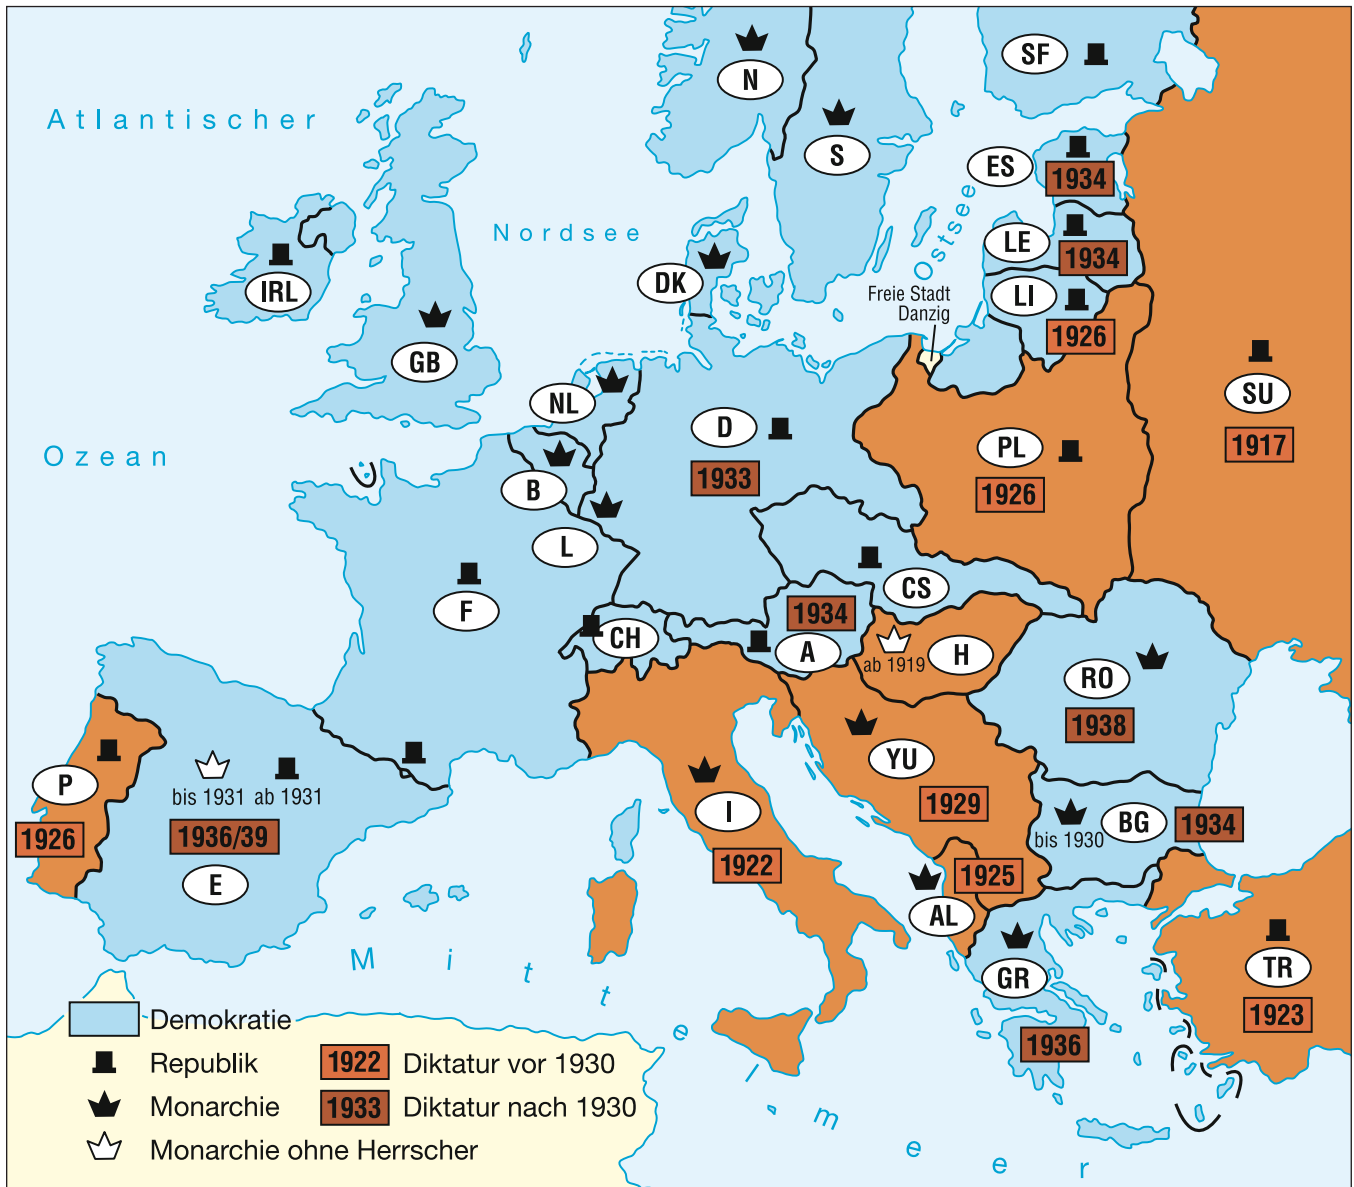 N
SF
Atlantischer
S
ES
1934
Nordsee
Ostsee
LE
1934
IRL
DK
LI
1926
Freie Stadt
Danzig
GB
NL
D
1933
SU
1917
PL
1926
Ozean
B
L
CS
F
1934
A
CH
ab 1919
H
RO
1938
P
1926
bis 1931
ab 1931
1936/39
E
YU
1929
I
1922
bis 1930
BG
1934
1925
AL
GR
1936
TR
1923
Mittelmeer
Demokratie
Republik
1922 Diktatur vor 1930
Monarchie
1933 Diktatur nach 1930
Monarchie ohne Herrscher